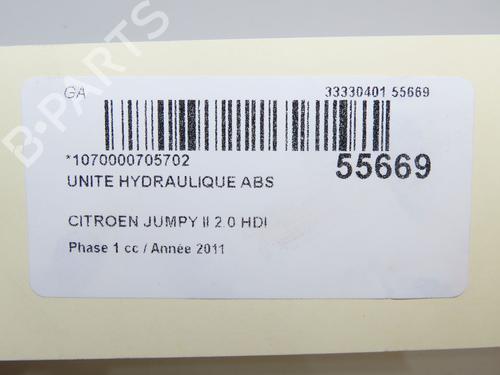 B-PARTS
GA
33330401 55669
*1070000705702
55669
UNITE HYDRAULIQUE ABS
CITROEN JUMPY II 2.0 HDI
Phase 1 cc / Année 2011